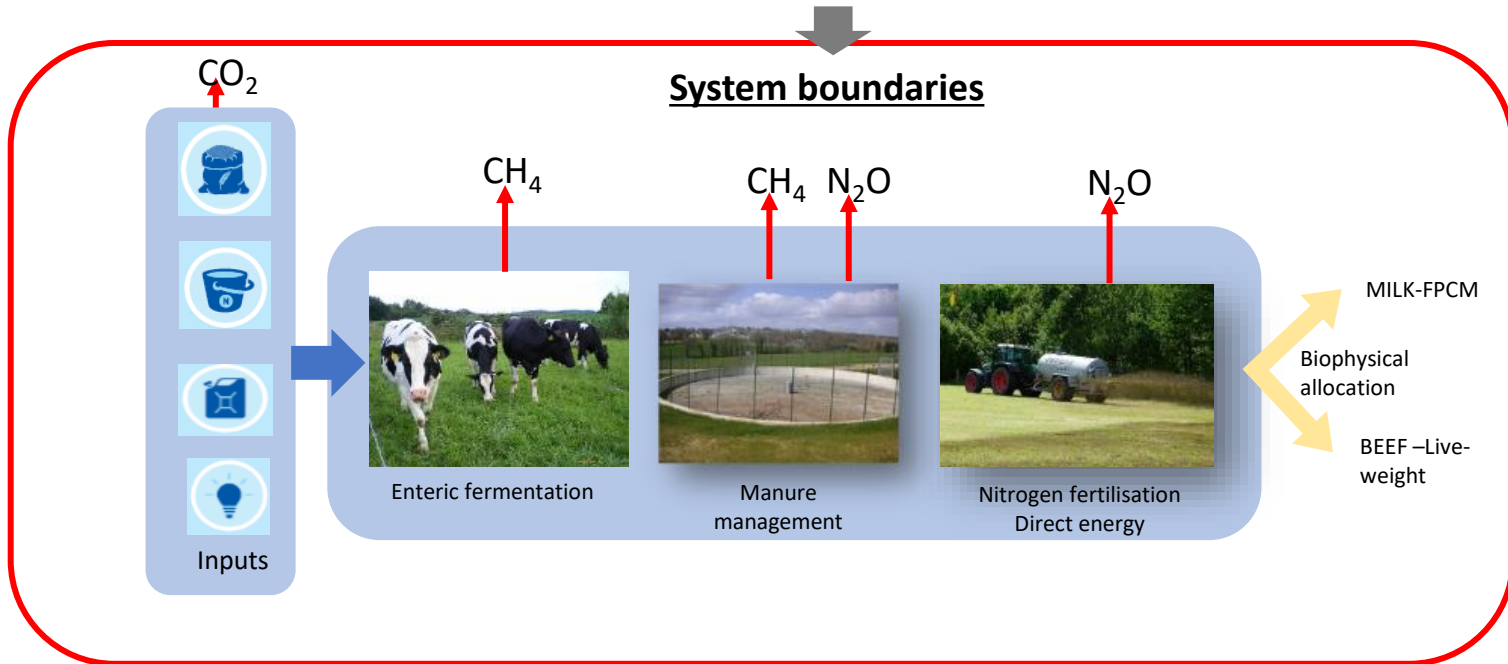 System boundaries
CO₂
CH₄
CH₄
N₂O
N₂O
N
Inputs
Enteric fermentation
Manure
management
Nitrogen fertilisation
Direct energy
MILK-FPCM
Biophysical
allocation
BEEF –Live-
weight